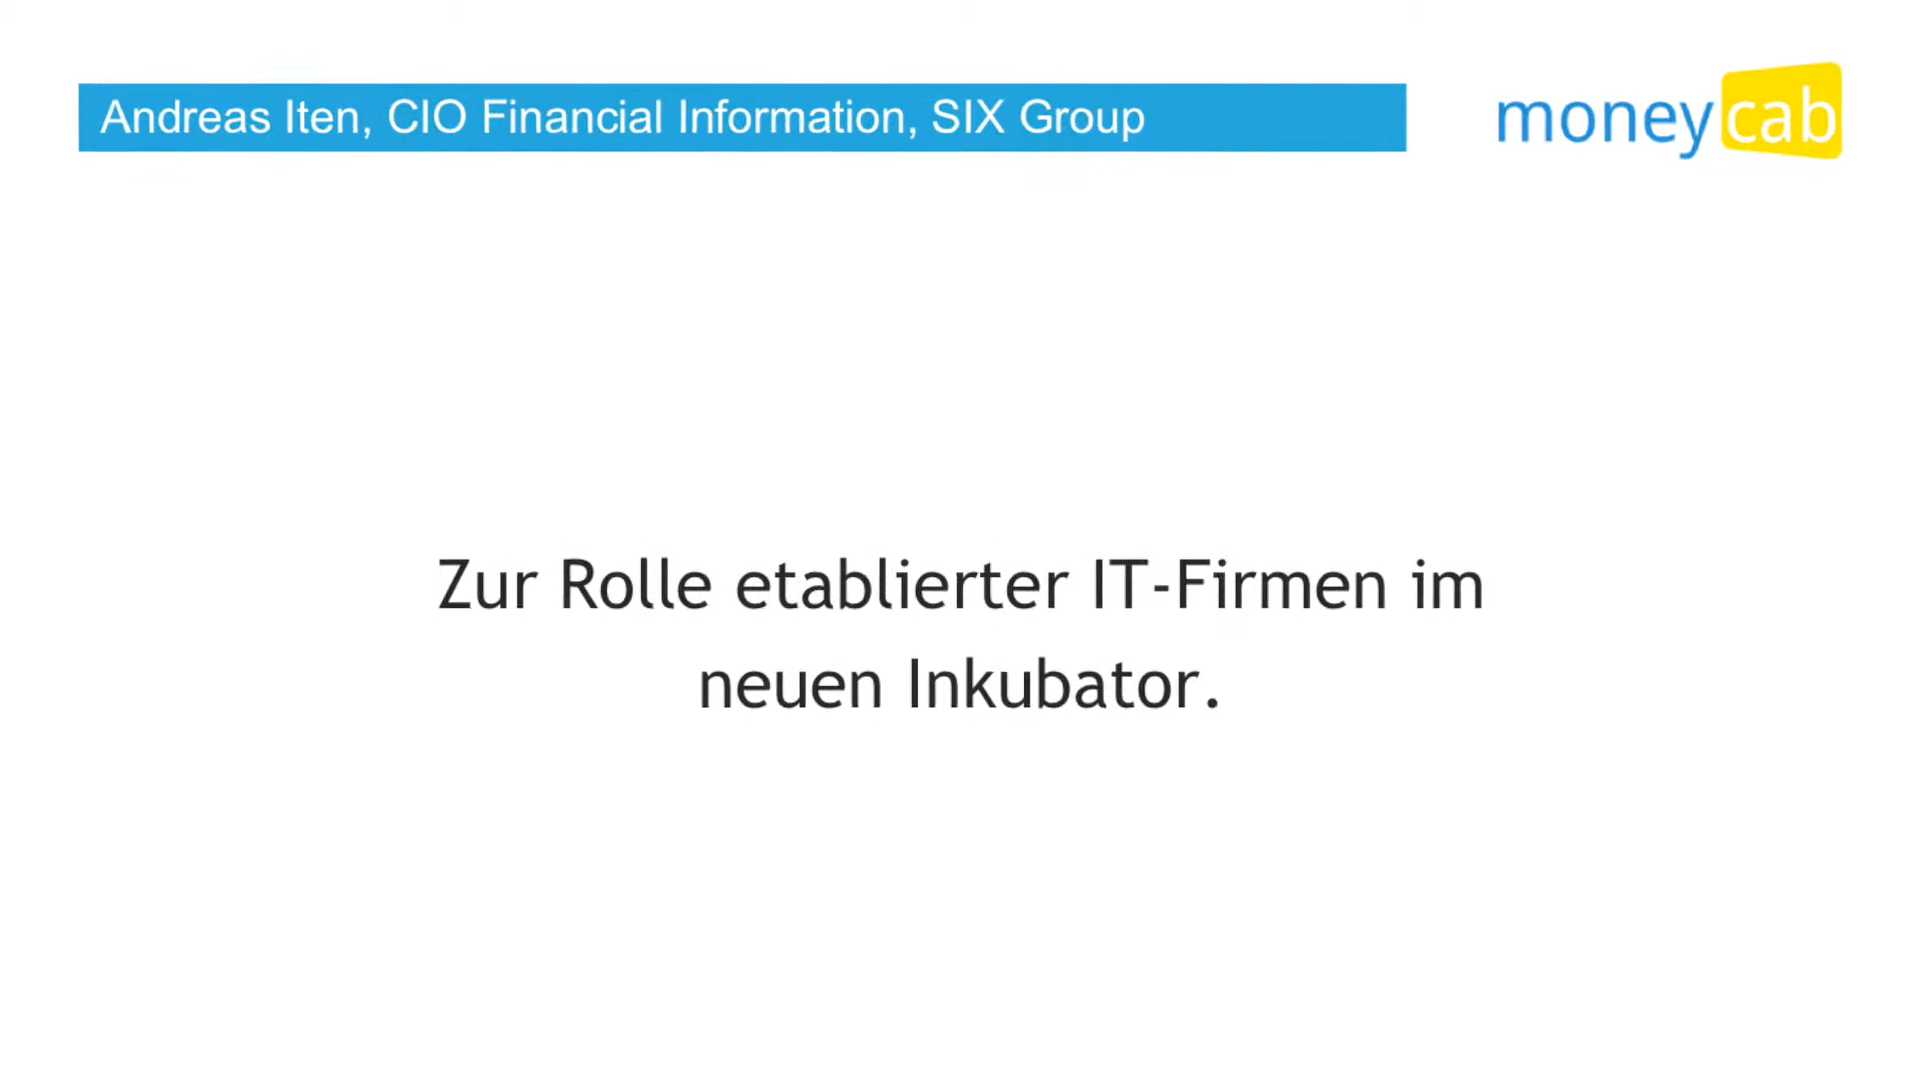 Andreas Iten, CIO Financial Information, SIX Group
moneycab
Zur Rolle etablierter IT-Firmen im
neuen Inkubator.